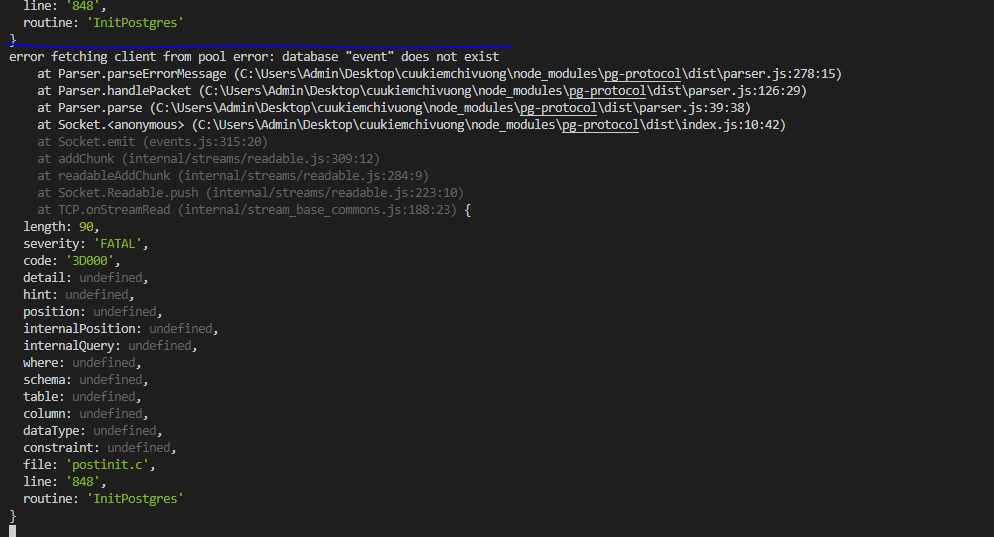 line: '848',
routine: 'InitPostgres'
}
error fetching client from pool error: database "event" does not exist
at Parser.parseErrorMessage (C:\Users\Admin\Desktop\cuukiemchivuong\node_modules\pg-protocol\dist\parser.js:278:15)
at Parser.handlePacket (C:\Users\Admin\Desktop\cuukiemchivuong\node_modules\pg-protocol\dist\parser.js:126:29)
at Parser.parse (C:\Users\Admin\Desktop\cuukiemchivuong\node_modules\pg-protocol\dist\parser.js:39:38)
at Socket.<anonymous> (C:\Users\Admin\Desktop\cuukiemchivuong\node_modules\pg-protocol\dist\index.js:10:42)
at Socket.emit (events.js:315:20)
at addChunk (internal/streams/readable.js:309:12)
at readableAddChunk (internal/streams/readable.js:284:9)
at Socket.Readable.push (internal/streams/readable.js:223:10)
at TCP.onStreamRead (internal/stream_base_commons.js:188:23) {
length: 90,
severity: 'FATAL',
code: '3D000',
detail: undefined,
hint: undefined,
position: undefined,
internalPosition: undefined,
internalQuery: undefined,
where: undefined,
schema: undefined,
table: undefined,
column: undefined,
dataType: undefined,
constraint: undefined,
file: 'postinit.c',
line: '848',
routine: 'InitPostgres'
}